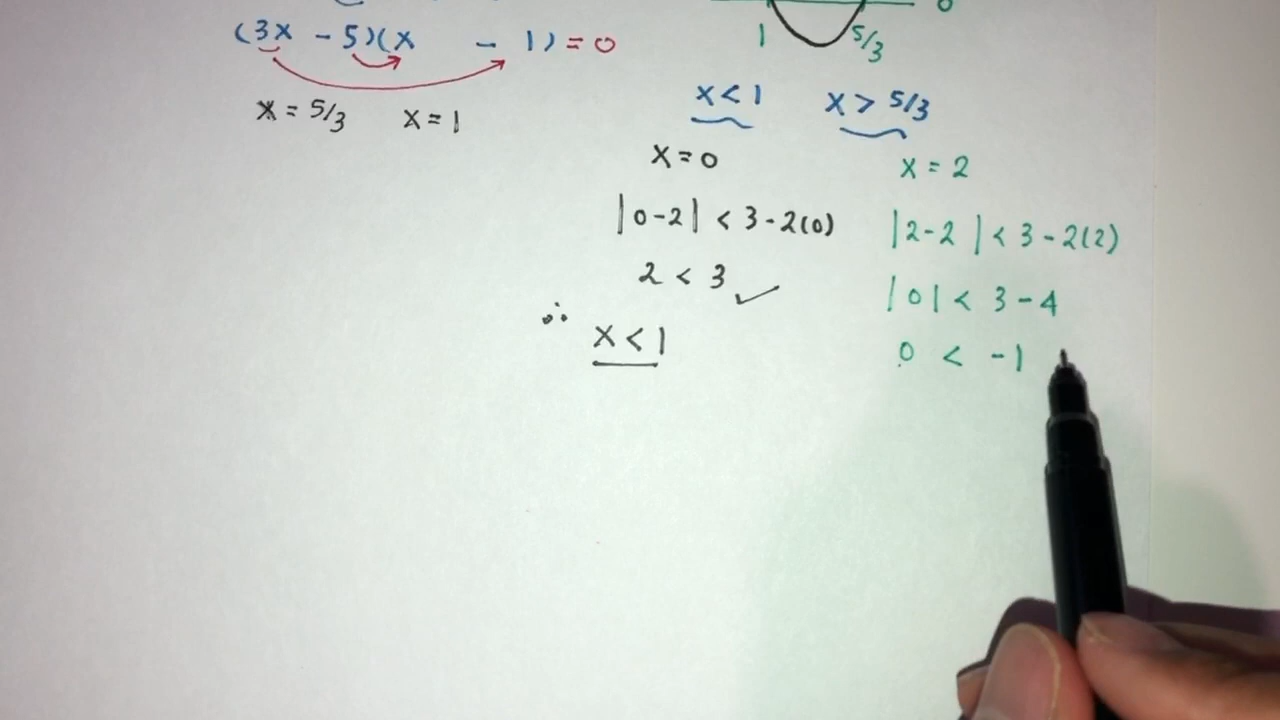 (3x - 5)(x - 1) = 0
x = 5/3 x = 1
0
1 5/3
x < 1 x > 5/3
x = 0
|0-2| < 3 - 2(0)
2 < 3 ✓
∴ x < 1
x = 2
|2-2| < 3 - 2(2)
|0| < 3 - 4
0 < -1